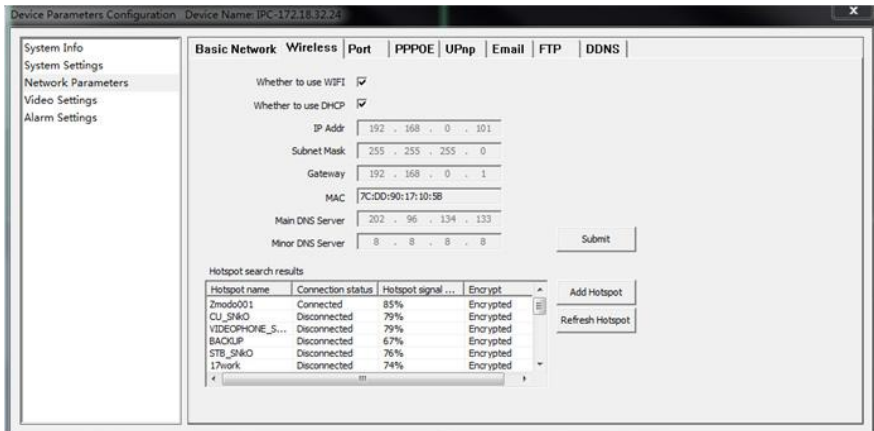 Device Parameters Configuration Device Name: IPC-172.18.32.24
x
System Info
System Settings
Network Parameters
Video Settings
Alarm Settings
Basic Network Wireless Port PPPOE UPnp Email FTP DDNS
Whether to use WIFI
Whether to use DHCP
IP Addr 192 . 168 . 0 . 101
Subnet Mask 255 . 255 . 255 . 0
Gateway 192 . 168 . 0 . 1
MAC 7C:DD:90:17:10:5B
Main DNS Server 202 . 96 . 134 . 133
Minor DNS Server 8 . 8 . 8 . 8
Submit
Hotspot search results
Hotspot name Connection status Hotspot signal ... Encrypt
Zmodo001 Connected 85% Encrypted
CU_SNkO Disconnected 79% Encrypted
VIDEOPHONE_S... Disconnected 79% Encrypted
BACKUP Disconnected 67% Encrypted
STB_SNkO Disconnected 76% Encrypted
17work Disconnected 74% Encrypted
Add Hotspot
Refresh Hotspot